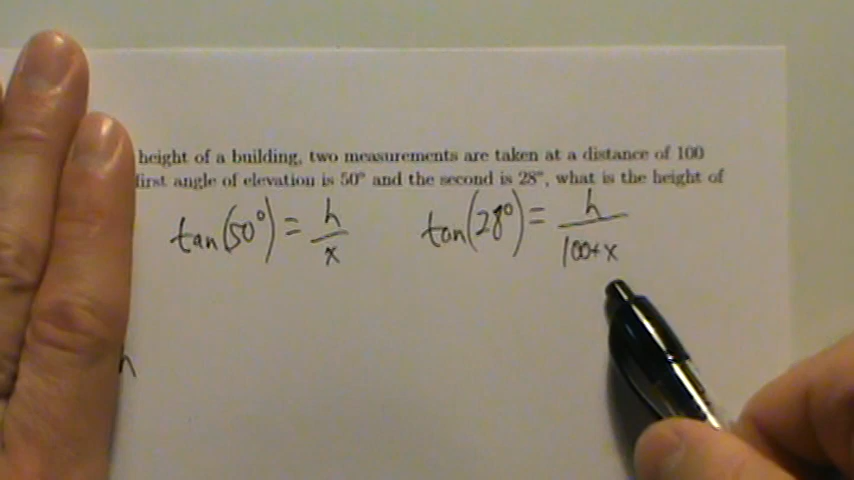 height of a building, two measurements are taken at a distance of 100
first angle of elevation is 50° and the second is 28°, what is the height of
tan(50°) = h/x tan(28°) = h/100+x
h